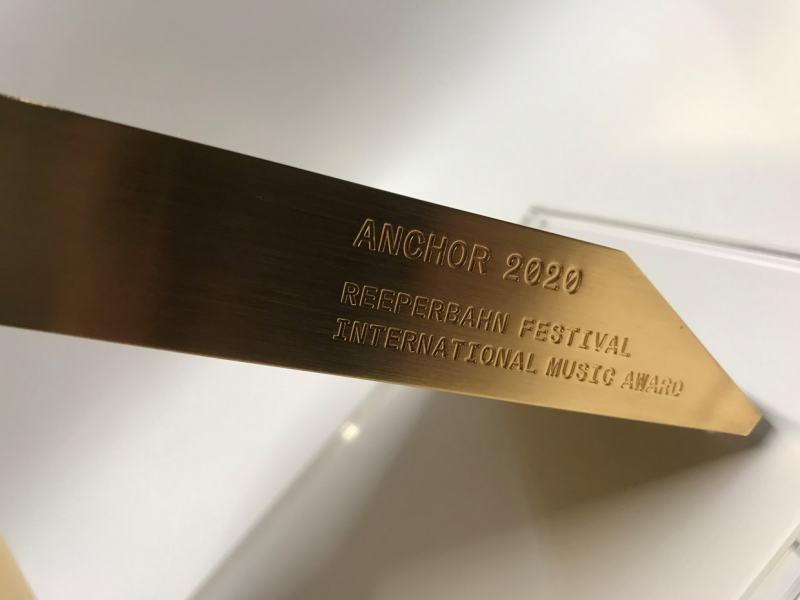 ANCHOR 2020
REEPERBAHN FESTIVAL
INTERNATIONAL MUSIC AWARD